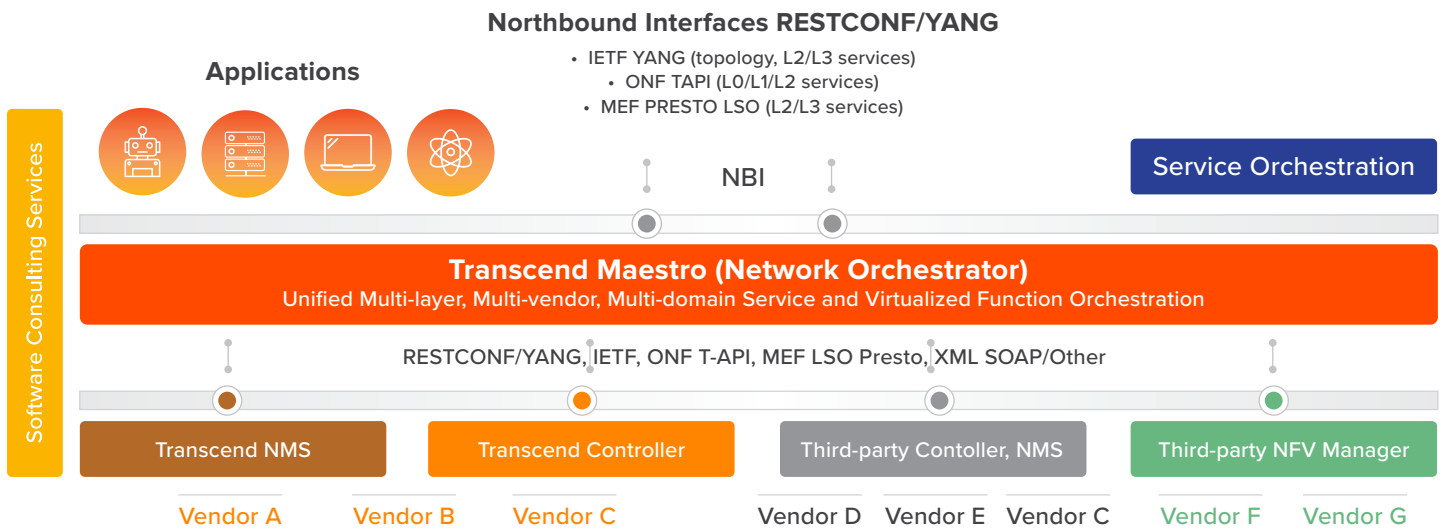 Northbound Interfaces RESTCONF/YANG
• IETF YANG (topology, L2/L3 services)
• ONF TAPI (L0/L1/L2 services)
• MEF PRESTO LSO (L2/L3 services)
Applications
Software Consulting Services
NBI
Service Orchestration
Transcend Maestro (Network Orchestrator)
Unified Multi-layer, Multi-vendor, Multi-domain Service and Virtualized Function Orchestration
RESTCONF/YANG, IETF, ONF T-API, MEF LSO Presto, XML SOAP/Other
Transcend NMS
Transcend Controller
Third-party Contoller, NMS
Third-party NFV Manager
Vendor A
Vendor B
Vendor C
Vendor D
Vendor E
Vendor C
Vendor F
Vendor G